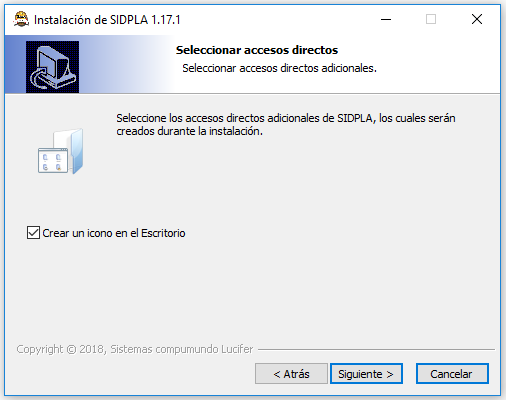 Instalación de SIDPLA 1.17.1
Seleccionar accesos directos
Seleccionar accesos directos adicionales.
Seleccione los accesos directos adicionales de SIDPLA, los cuales serán
creados durante la instalación.
Crear un icono en el Escritorio
Copyright © 2018, Sistemas compumundo Lucifer
< Atrás
Siguiente >
Cancelar